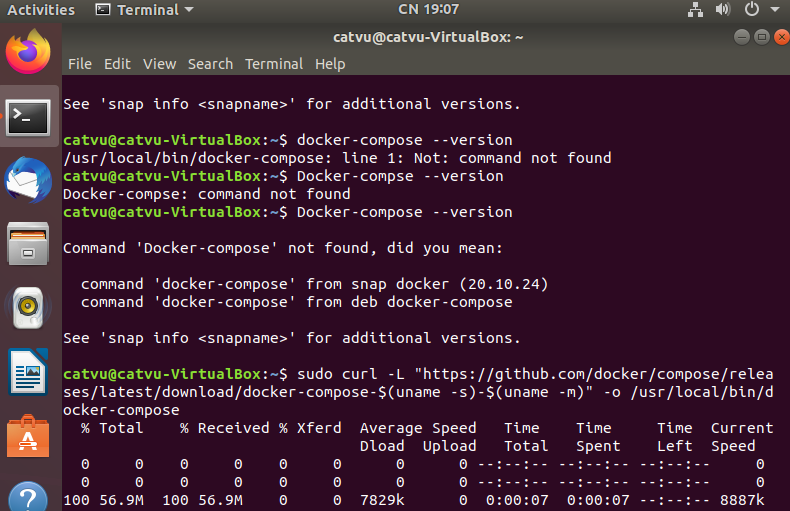 Activities Terminal CN 19:07
catvu@catvu-VirtualBox: ~
File Edit View Search Terminal Help
See 'snap info <snapname>' for additional versions.
catvu@catvu-VirtualBox:~$ docker-compose --version
/usr/local/bin/docker-compose: line 1: Not: command not found
catvu@catvu-VirtualBox:~$ Docker-compse --version
Docker-compse: command not found
catvu@catvu-VirtualBox:~$ Docker-compose --version
Command 'Docker-compose' not found, did you mean:
command 'docker-compose' from snap docker (20.10.24)
command 'docker-compose' from deb docker-compose
See 'snap info <snapname>' for additional versions.
catvu@catvu-VirtualBox:~$ sudo curl -L "https://github.com/docker/compose/relea
ses/latest/download/docker-compose-$(uname -s)-$(uname -m)" -o /usr/local/bin/d
ocker-compose
% Total % Received % Xferd Average Speed Time Time Time Current
Dload Upload Total Spent Left Speed
0 0 0 0 0 0 0 0 --:--:-- --:--:-- --:--:-- 0
0 0 0 0 0 0 0 0 --:--:-- --:--:-- --:--:-- 0
100 56.9M 100 56.9M 0 0 7829k 0 0:00:07 0:00:07 --:--:-- 8887k